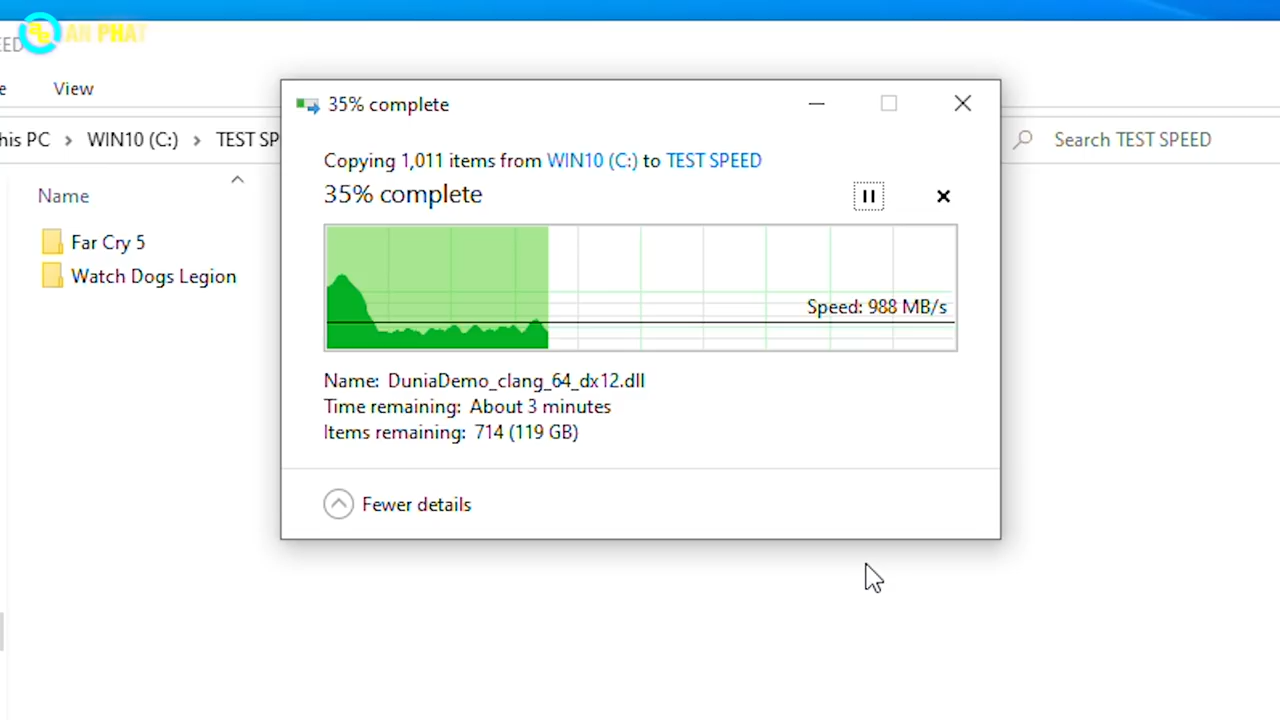 AN PHAT
View
35% complete
his PC > WIN10 (C:) > TEST SP
Search TEST SPEED
Copying 1,011 items from WIN10 (C:) to TEST SPEED
35% complete
Name
Far Cry 5
Watch Dogs Legion
Speed: 988 MB/s
Name: DuniaDemo_clang_64_dx12.dll
Time remaining: About 3 minutes
Items remaining: 714 (119 GB)
Fewer details